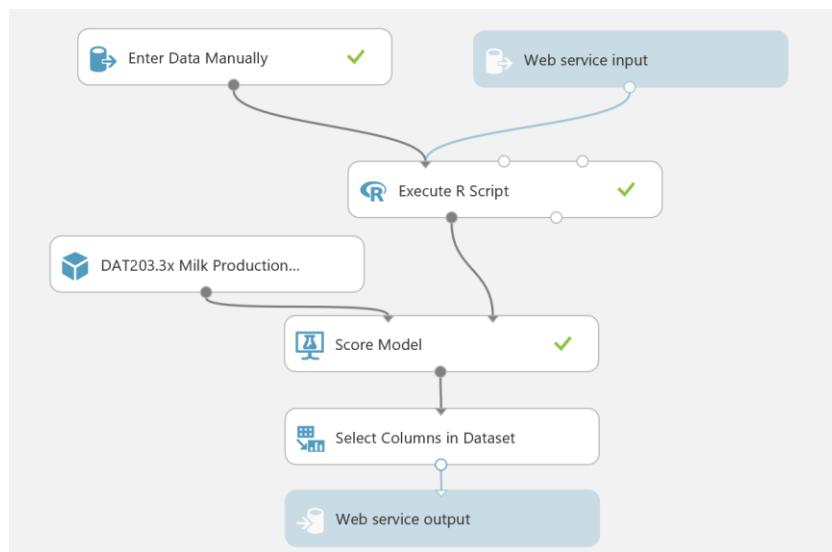 Enter Data Manually
Web service input
Execute R Script
DAT203.3x Milk Production...
Score Model
Select Columns in Dataset
Web service output